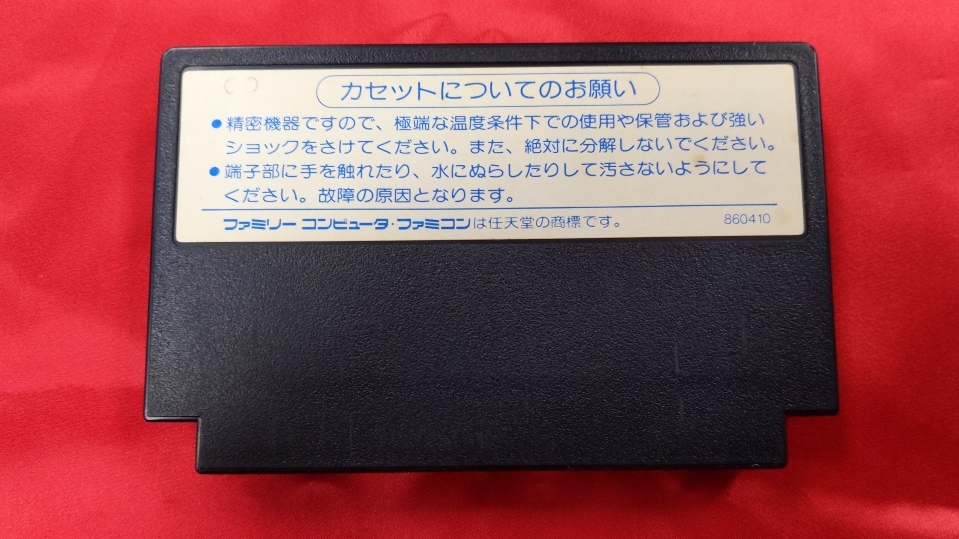 カセットについてのお願い
●精密機器ですので、極端な温度条件下での使用や保管および強い
ショックをさけてください。また、絶対に分解しないでください。
●端子部に手を触れたり、水にぬらしたりして汚さないようにして
ください。故障の原因となります。
ファミリー コンピュータ・ファミコンは任天堂の商標です。 860410